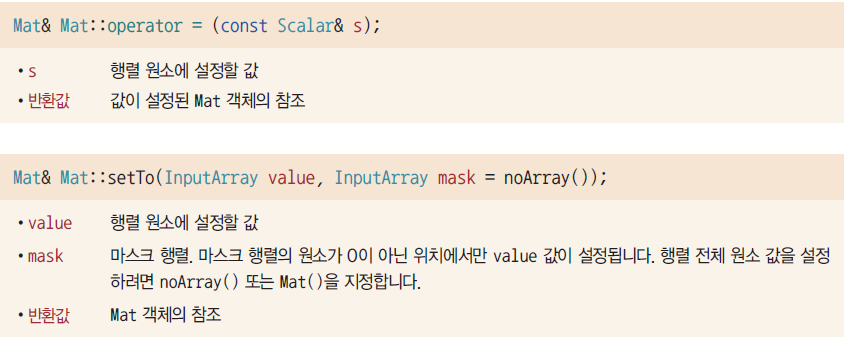 Mat& Mat::operator = (const Scalar& s);
• s 행렬 원소에 설정할 값
• 반환값 값이 설정된 Mat 객체의 참조
Mat& Mat::setTo(InputArray value, InputArray mask = noArray());
• value 행렬 원소에 설정할 값
• mask 마스크 행렬. 마스크 행렬의 원소가 0이 아닌 위치에서만 value 값이 설정됩니다. 행렬 전체 원소 값을 설정
하려면 noArray() 또는 Mat()을 지정합니다.
• 반환값 Mat 객체의 참조